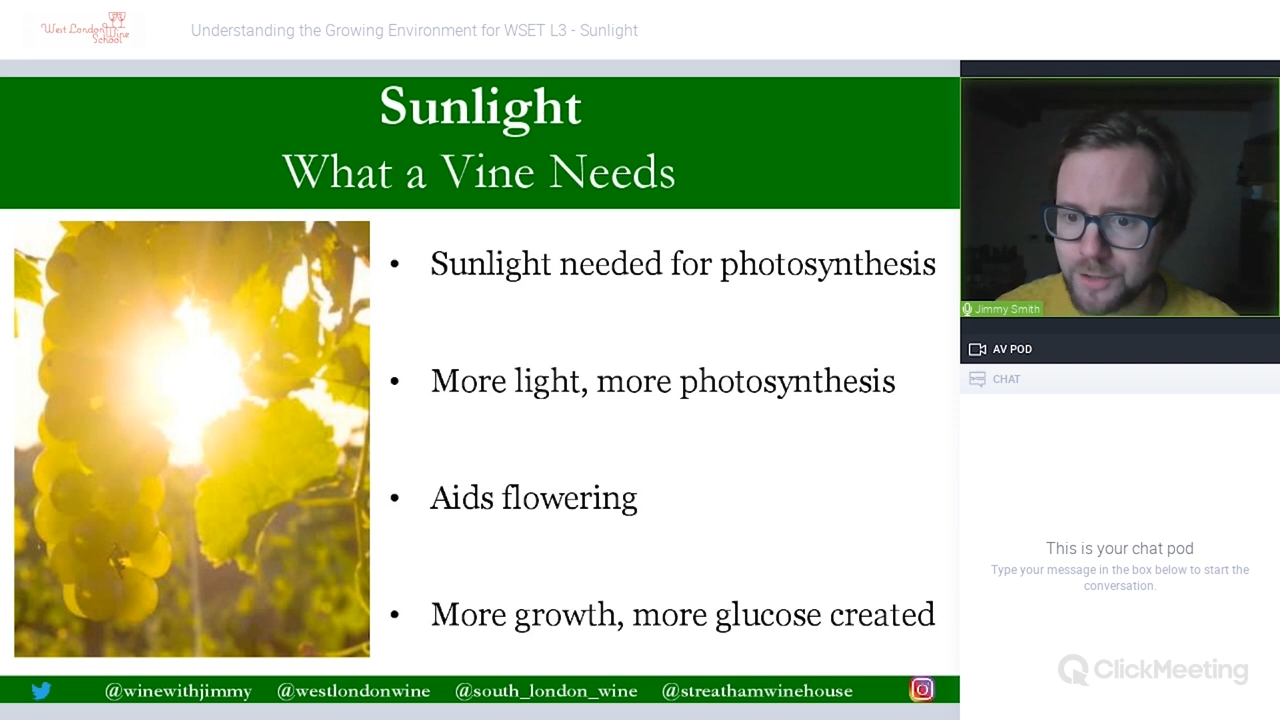 West London Wine School
Understanding the Growing Environment for WSET L3 - Sunlight
Sunlight
What a Vine Needs
• Sunlight needed for photosynthesis
• More light, more photosynthesis
• Aids flowering
• More growth, more glucose created
@winewithjimmy @westlondonwine @south_london_wine @streathamwinehouse
Jimmy Smith
AV POD
CHAT
This is your chat pod
Type your message in the box below to start the
conversation.
ClickMeeting